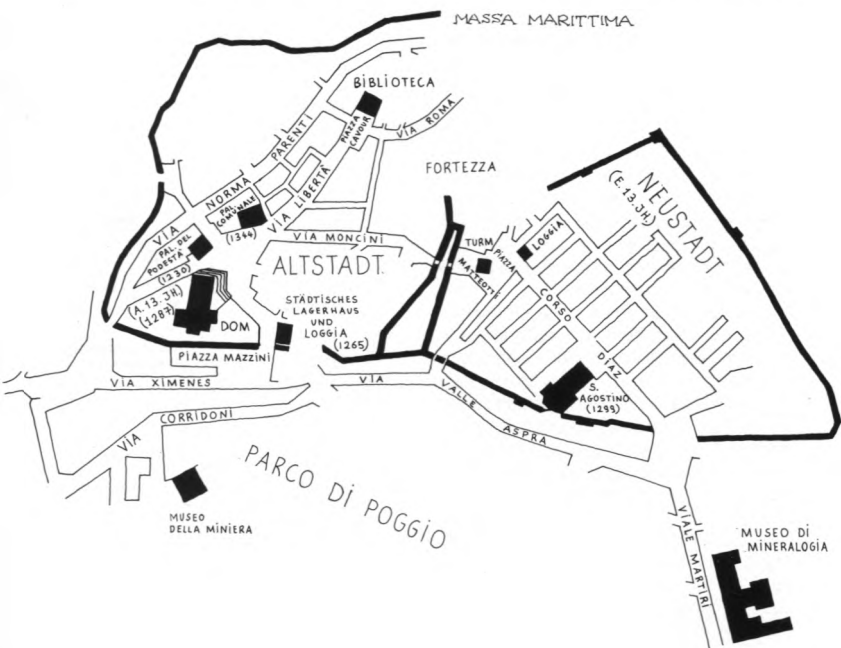 MASSA MARITTIMA
BIBLIOTECA
PIAZZA
CAVOUR
VIA ROMA
VIA NORMA PARENTI
FORTEZZA
NEUSTADT
(E. 13. JH.)
PAL.
COMUNALE
(1344)
VIA LIBERTÀ
VIA MONCINI
TURM
LOGGIA
PIAZZA
MATTEOTTI
PAL. DEL
PODESTA
(1230)
ALTSTADT
CORSO DIAZ
(A. 13. JH.)
(1287)
DOM
STÄDTISCHES
LAGERHAUS
UND
LOGGIA
(1265)
PIAZZA MAZZINI
VIA XIMENES
VIA VALLE ASPRA
S.
AGOSTINO
(1299)
VIA CORRIDONI
PARCO DI POGGIO
MUSEO
DELLA MINIERA
VIALE MARTIRI
MUSEO DI
MINERALOGIA